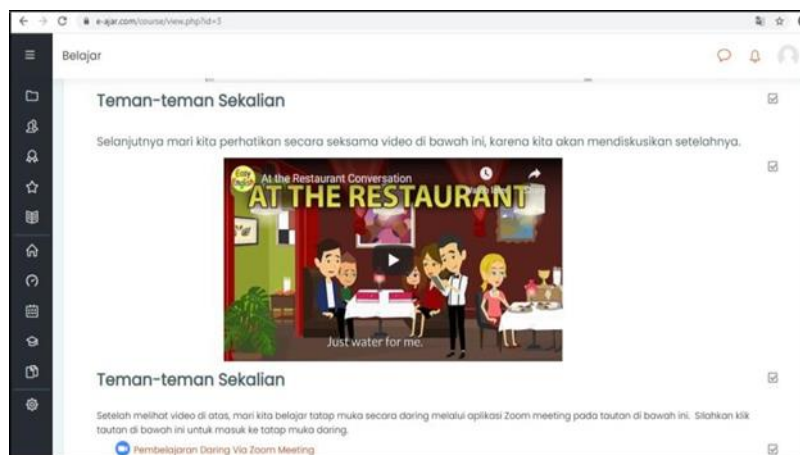 e-ajar.com/course/view.php?id=3
Belajar
Teman-teman Sekalian
Selanjutnya mari kita perhatikan secara seksama video di bawah ini, karena kita akan mendiskusikan setelahnya.
Easy English
At the Restaurant Conversation
AT THE RESTAURANT
Just water for me.
Teman-teman Sekalian
Setelah melihat video di atas, mari kita belajar tatap muka secara daring melalui aplikasi Zoom meeting pada tautan di bawah ini. Silahkan klik
tautan di bawah ini untuk masuk ke tatap muka daring.
Pembelajaran Daring Via Zoom Meeting